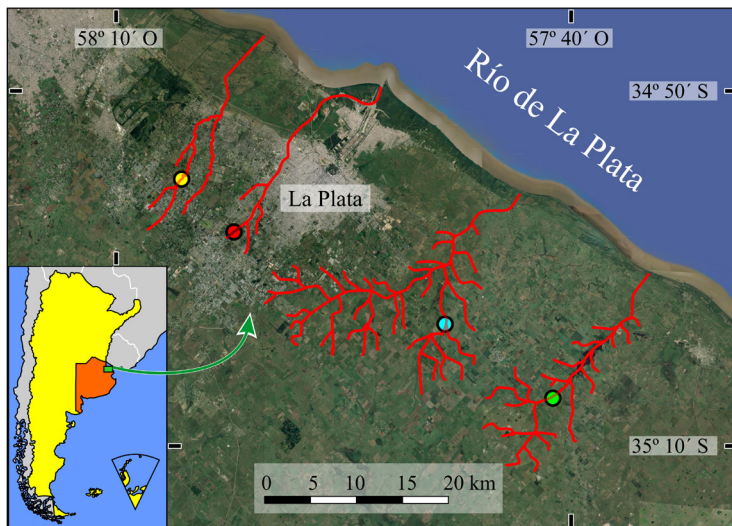 58º 10´ O
57º 40´ O
34º 50´ S
Río de La Plata
La Plata
35º 10´ S
0 5 10 15 20 km